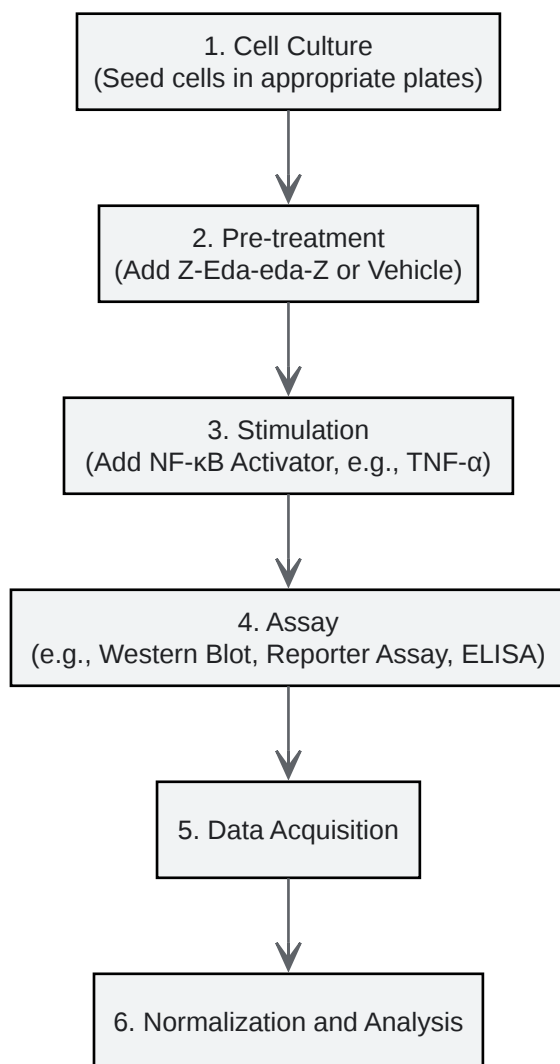 1. Cell Culture
(Seed cells in appropriate plates)
2. Pre-treatment
(Add Z-Eda-eda-Z or Vehicle)
3. Stimulation
(Add NF-κB Activator, e.g., TNF-α)
4. Assay
(e.g., Western Blot, Reporter Assay, ELISA)
5. Data Acquisition
6. Normalization and Analysis